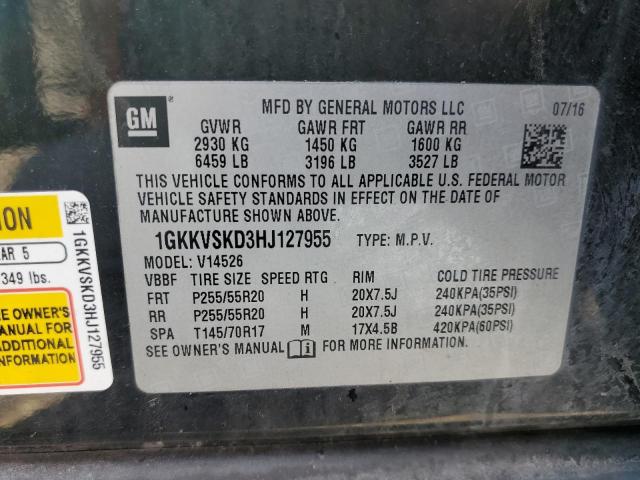 GM
MFD BY GENERAL MOTORS LLC 07/16
GVWR GAWR FRT GAWR RR
2930 KG 1450 KG 1600 KG
6459 LB 3196 LB 3527 LB
THIS VEHICLE CONFORMS TO ALL APPLICABLE U.S. FEDERAL MOTOR
VEHICLE SAFETY STANDARDS IN EFFECT ON THE DATE OF
MANUFACTURE SHOWN ABOVE.
1GKKVSKD3HJ127955 TYPE: M.P.V.
MODEL: V14526
VBBF TIRE SIZE SPEED RTG RIM COLD TIRE PRESSURE
FRT P255/55R20 H 20X7.5J 240KPA(35PSI)
RR P255/55R20 H 20X7.5J 240KPA(35PSI)
SPA T145/70R17 M 17X4.5B 420KPA(60PSI)
SEE OWNER'S MANUAL i FOR MORE INFORMATION.
ION
AR 5
349 lbs.
EE OWNER'S
ANUAL FOR
ADDITIONAL
INFORMATION
1GKKVSKD3HJ127955